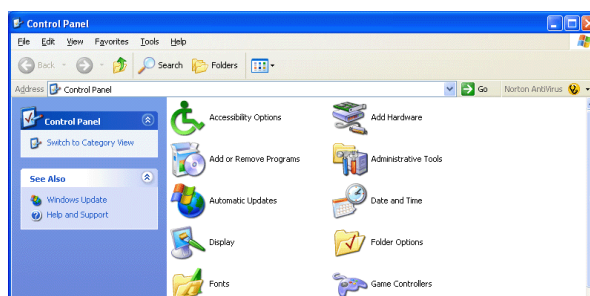 Control Panel
File Edit View Favorites Tools Help
Back Search Folders
Address Control Panel Go Norton AntiVirus
Control Panel
Switch to Category View
See Also
Windows Update
Help and Support
Accessibility Options Add Hardware
Add or Remove Programs Administrative Tools
Automatic Updates Date and Time
Display Folder Options
Fonts Game Controllers